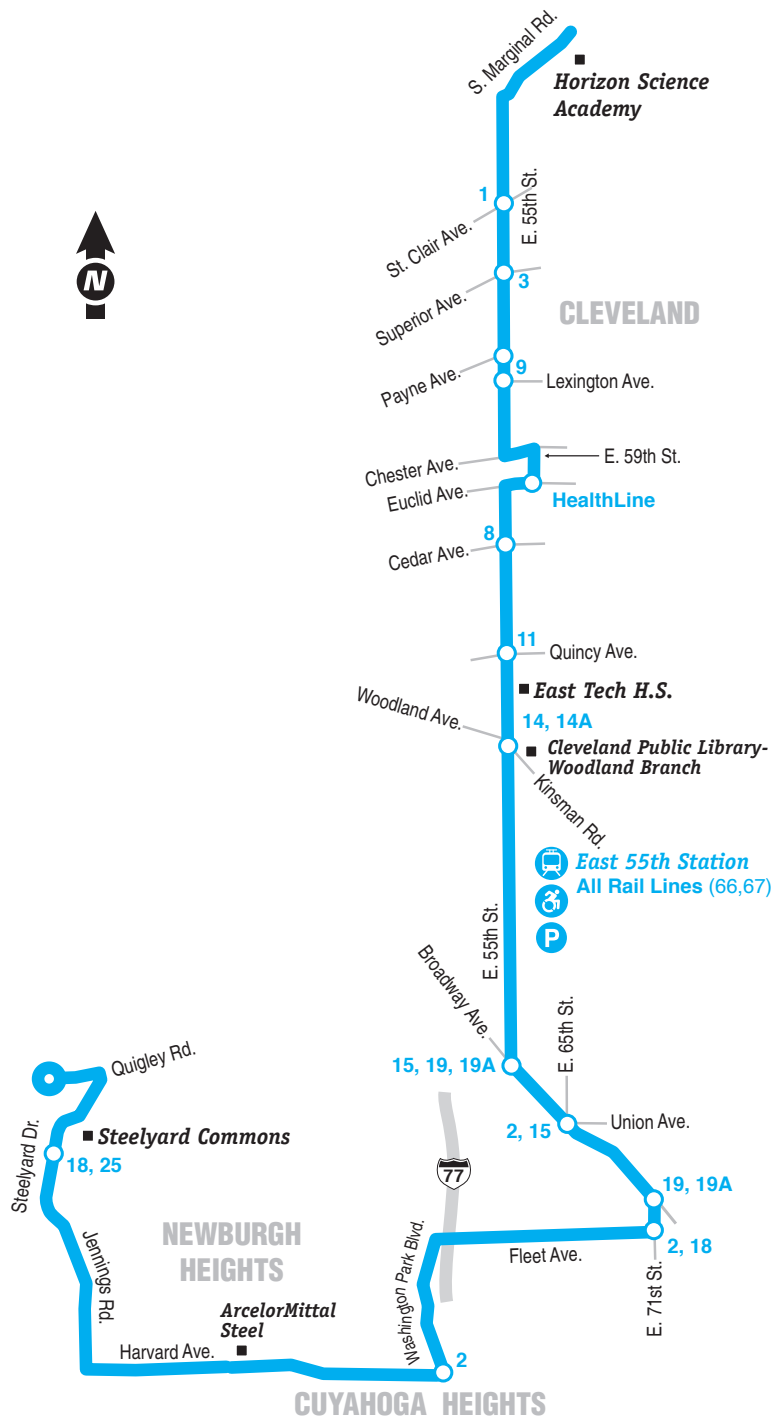 S. Marginal Rd.
Horizon Science
Academy
E. 55th St.
1
St. Clair Ave.
N
3
Superior Ave.
CLEVELAND
9
Payne Ave.
Lexington Ave.
E. 59th St.
Chester Ave.
Euclid Ave.
HealthLine
8
Cedar Ave.
11
Quincy Ave.
East Tech H.S.
Woodland Ave.
14, 14A
Cleveland Public Library-
Woodland Branch
Kinsman Rd.
East 55th Station
All Rail Lines (66,67)
P
E. 55th St.
Broadway Ave.
E. 65th St.
15, 19, 19A
Quigley Rd.
2, 15
Union Ave.
Steelyard Commons
Steelyard Dr.
18, 25
77
19, 19A
NEWBURGH
HEIGHTS
Jennings Rd.
Washington Park Blvd.
Fleet Ave.
2, 18
E. 71st St.
ArcelorMittal
Steel
Harvard Ave.
2
CUYAHOGA HEIGHTS